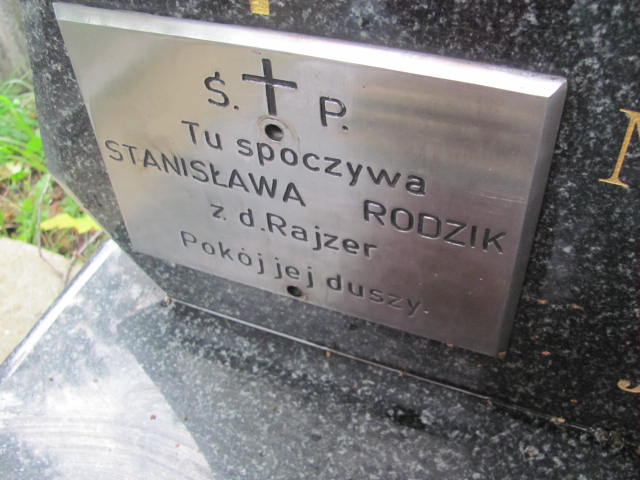 Ś. P.
Tu spoczywa
STANISŁAWA RODZIK
z d. Rajzer
Pokój jej duszy.